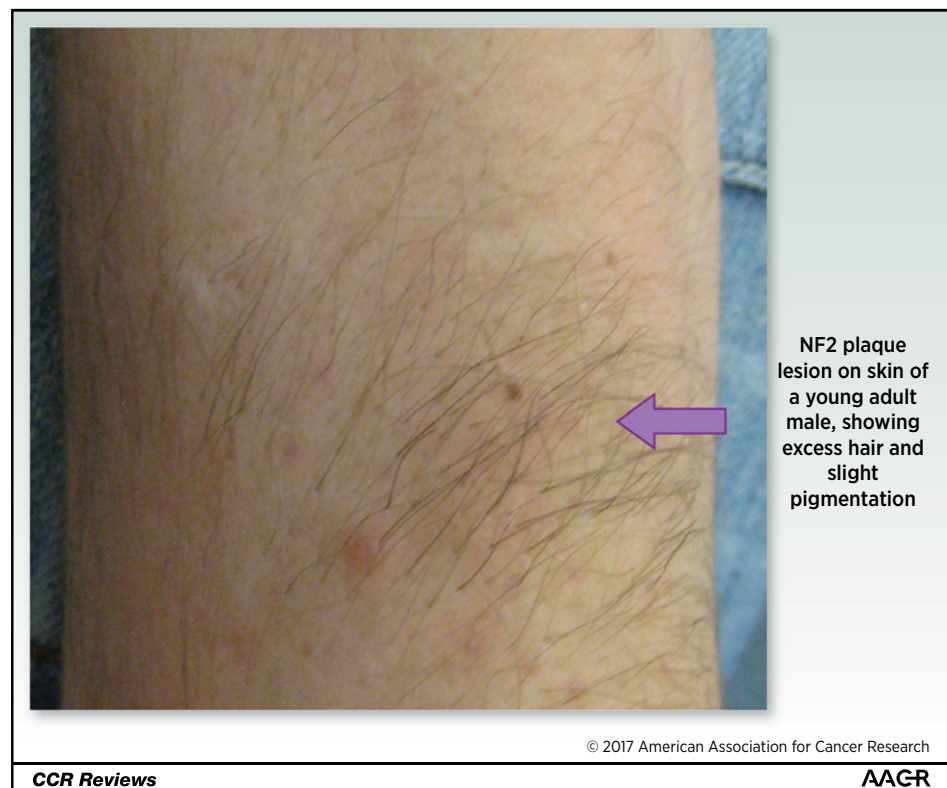 NF2 plaque
lesion on skin of
a young adult
male, showing
excess hair and
slight
pigmentation
© 2017 American Association for Cancer Research
CCR Reviews
AACR